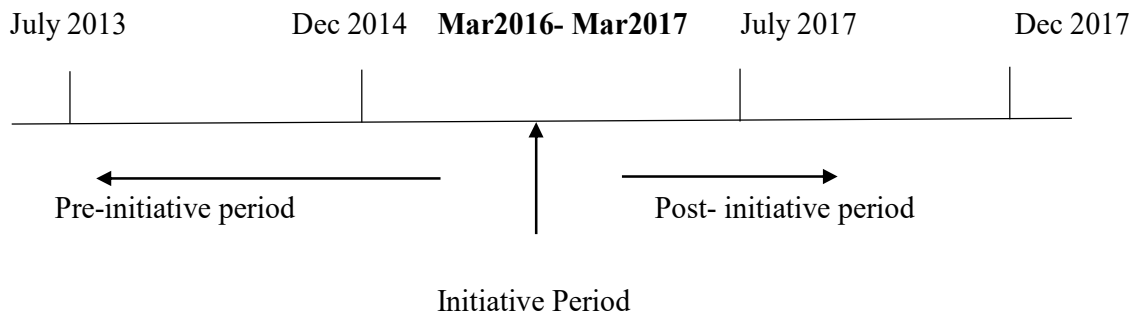 July 2013 Dec 2014 Mar2016- Mar2017 July 2017 Dec 2017
Pre-initiative period Post- initiative period
Initiative Period